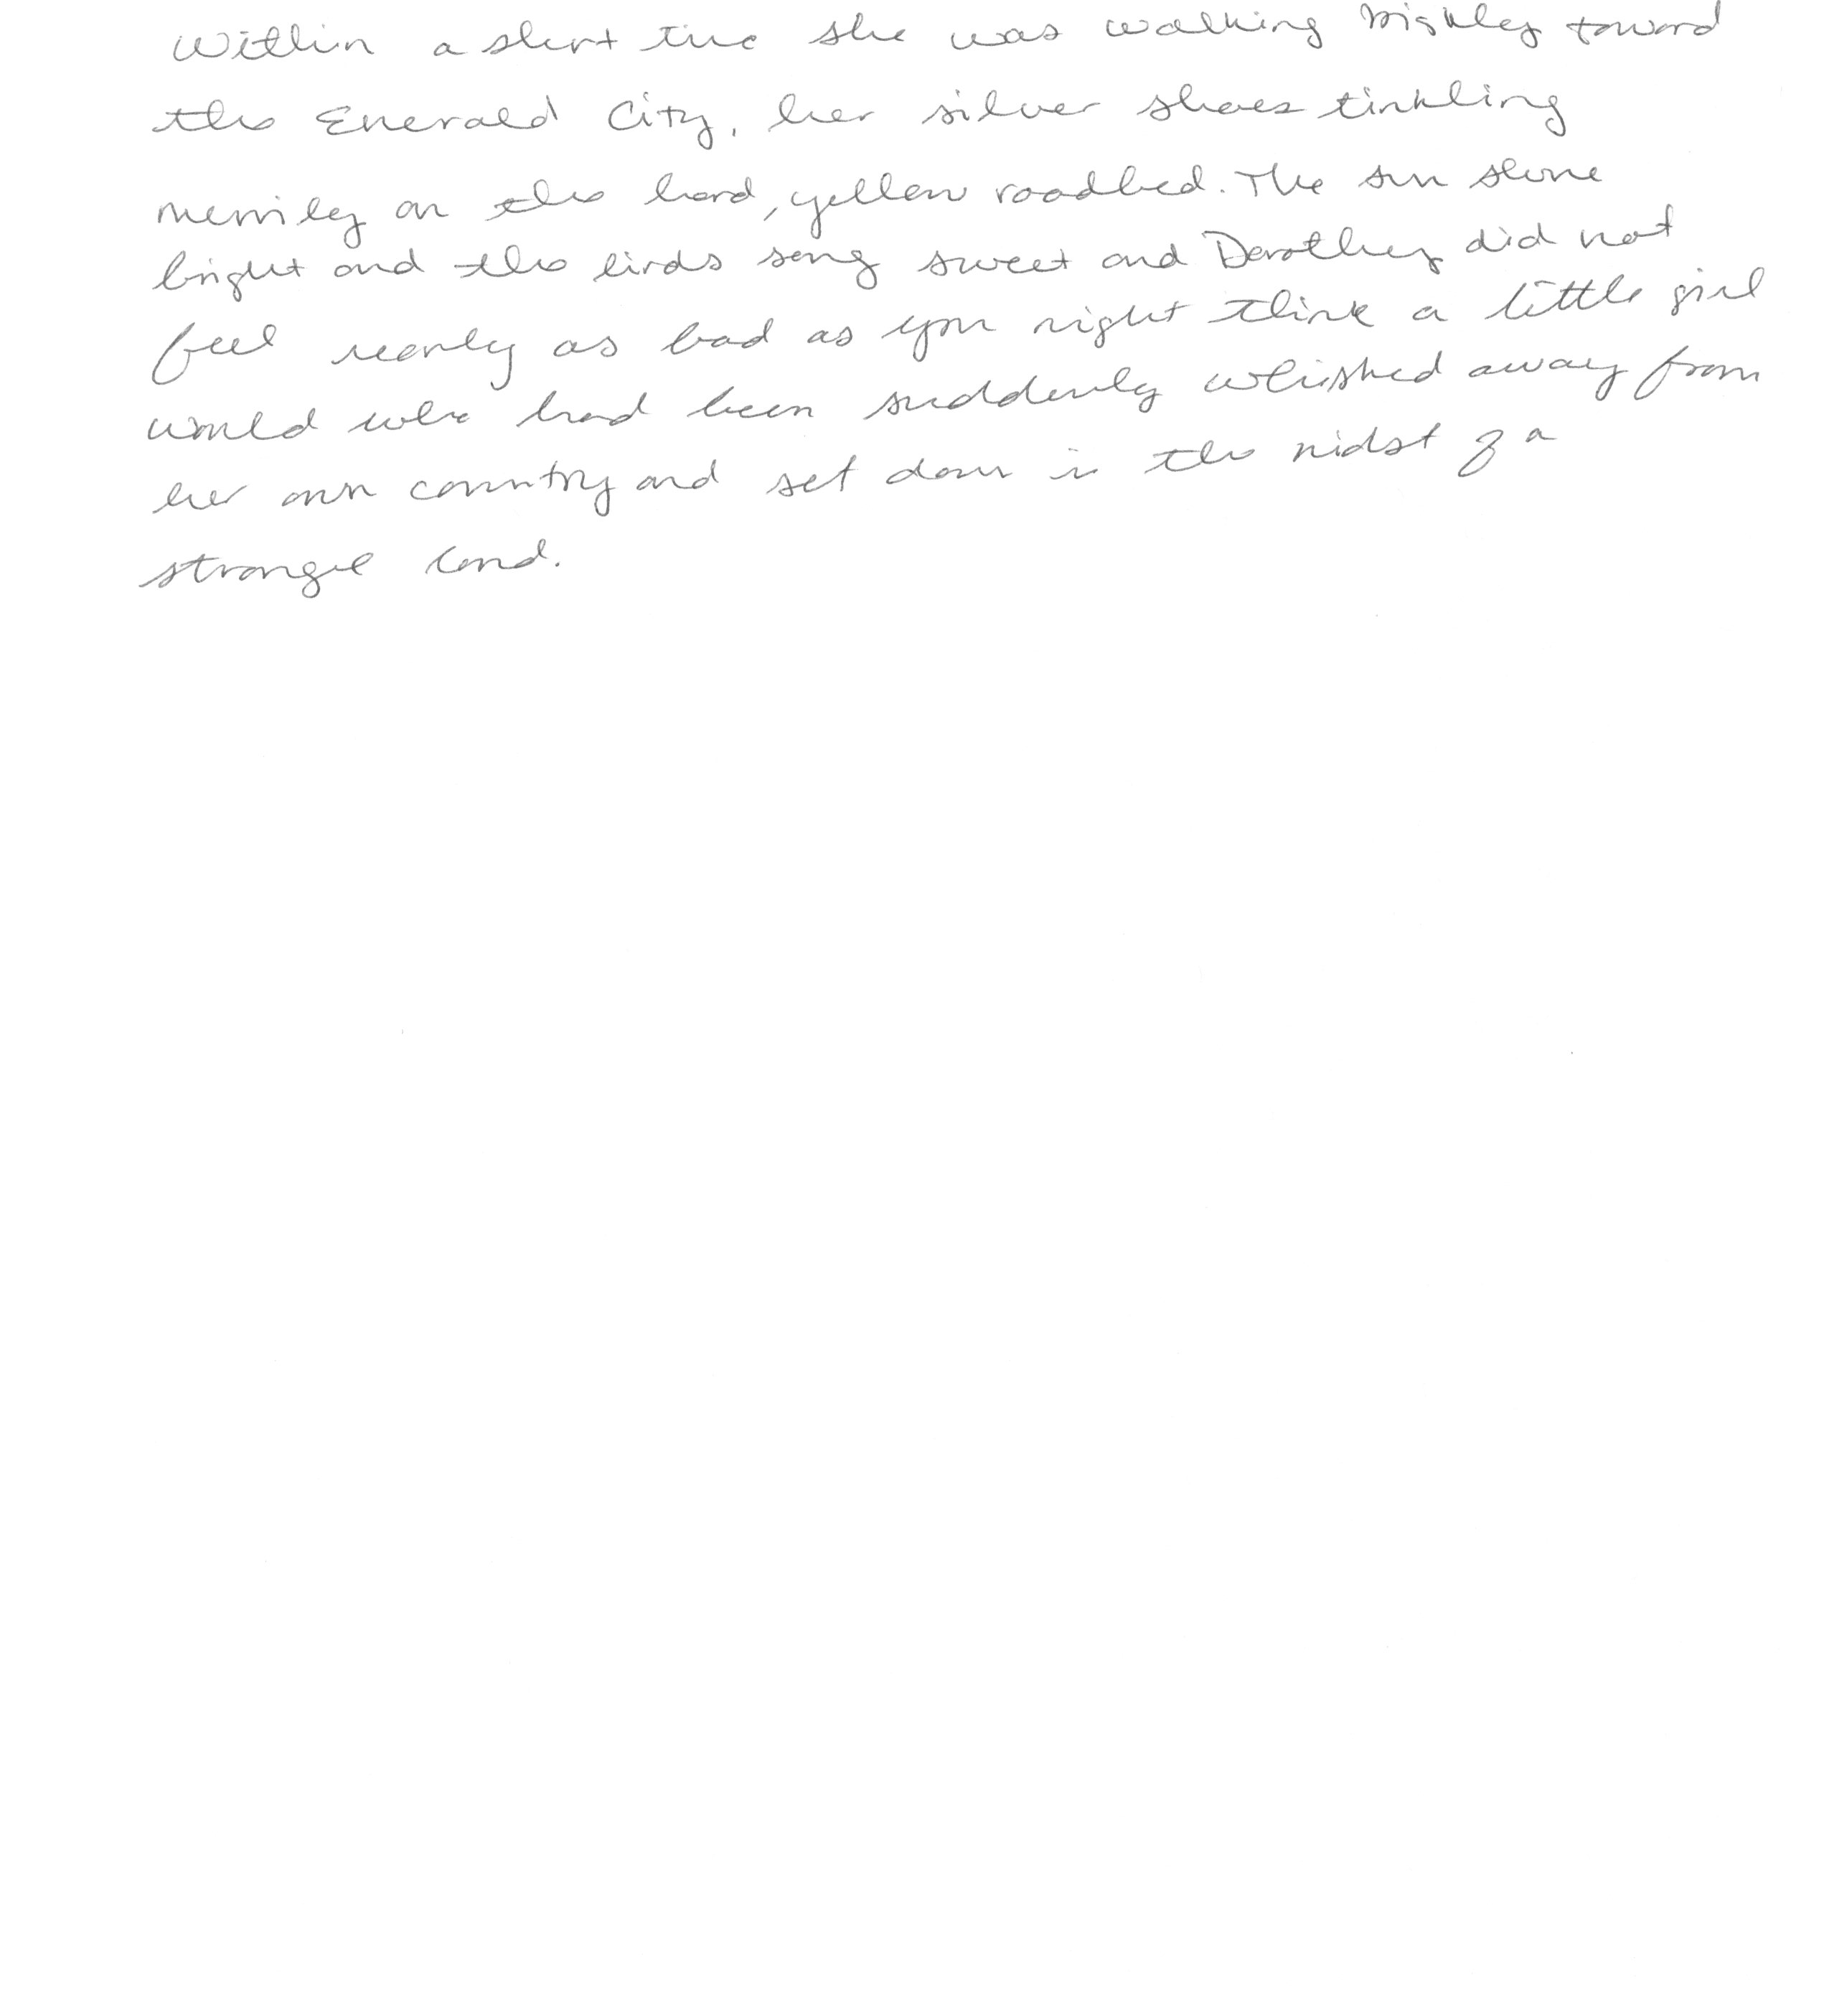 Within a short time she was walking briskly toward
the Emerald City, her silver shoes tinkling
merrily on the hard, yellow roadbed. The sun shone
bright and the birds sang sweet and Dorothy did not
feel nearly as bad as you might think a little girl
would who had been suddenly whisked away from
her own country and set down in the midst of a
strange land.